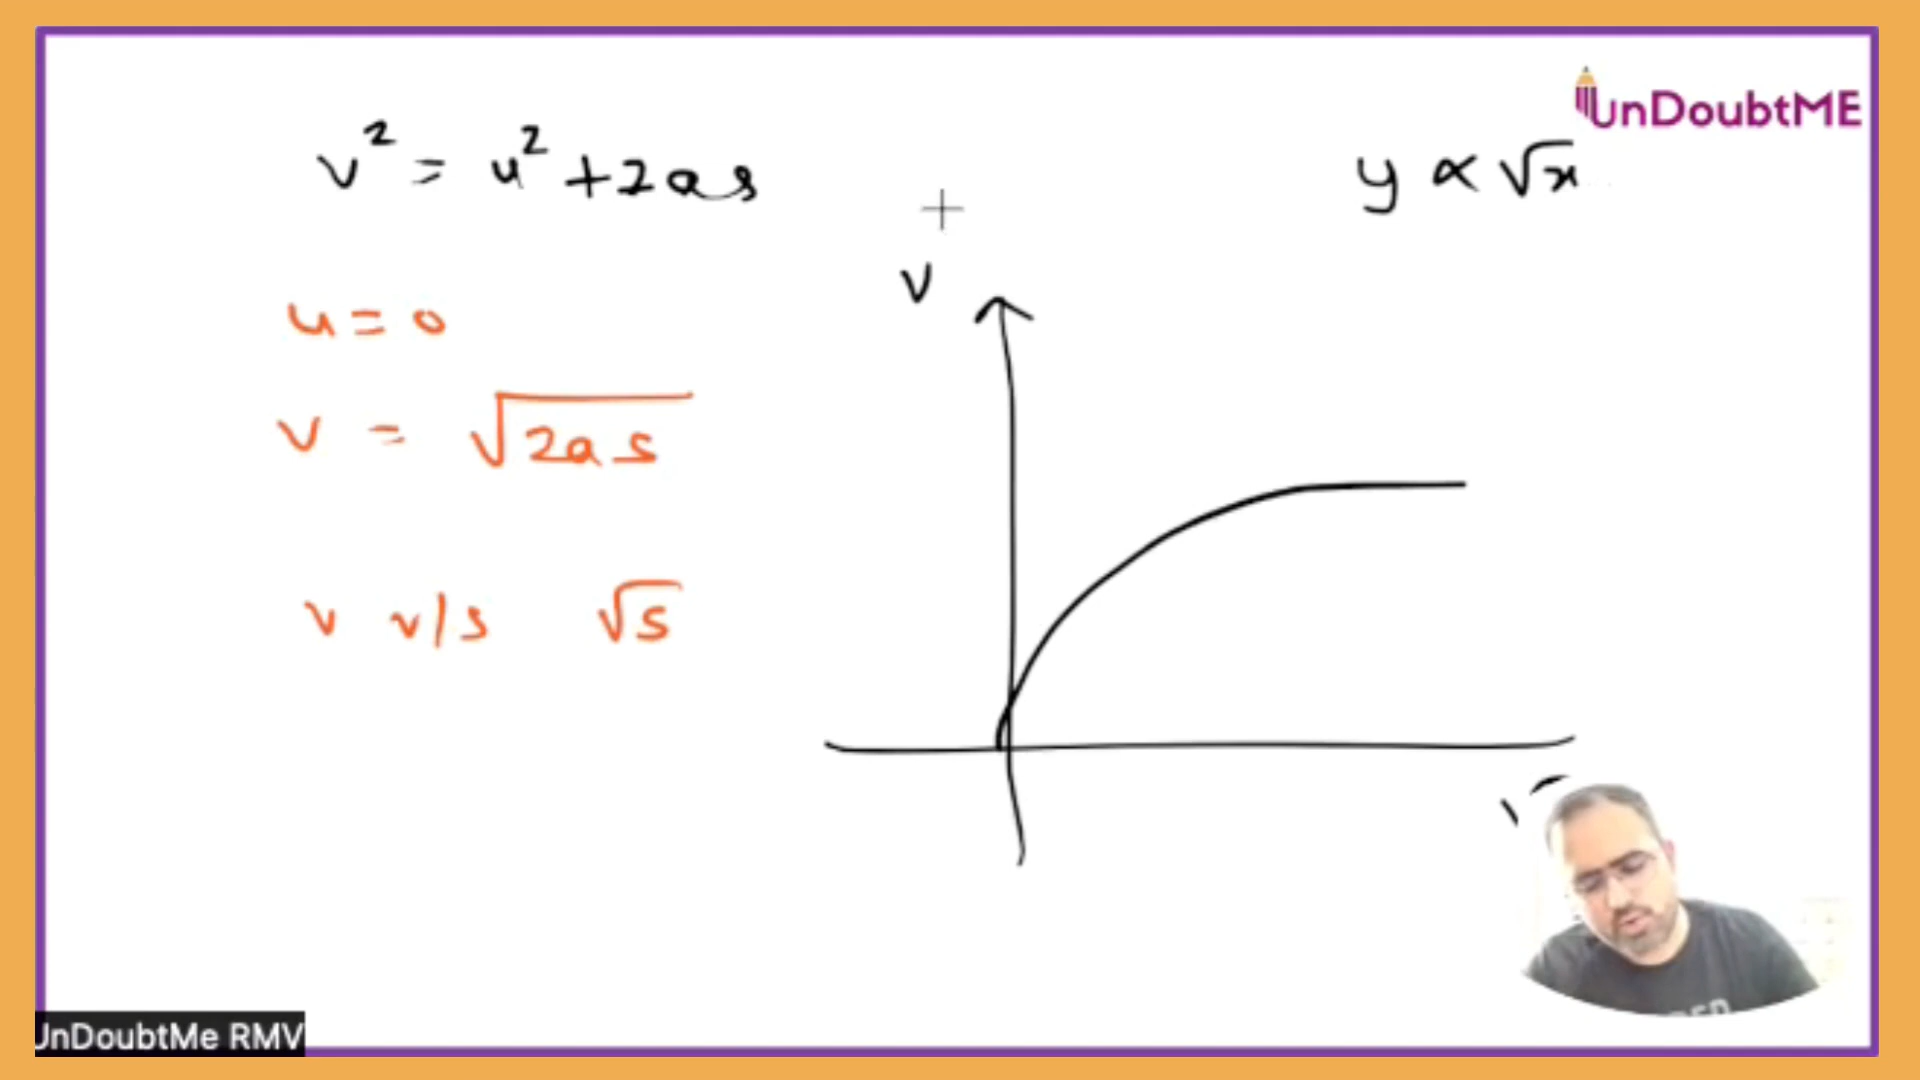 UnDoubtME
v² = u² + 2as
y ∝ √x
v
u = 0
v = √2as
v v/s √s
UnDoubtMe RMV